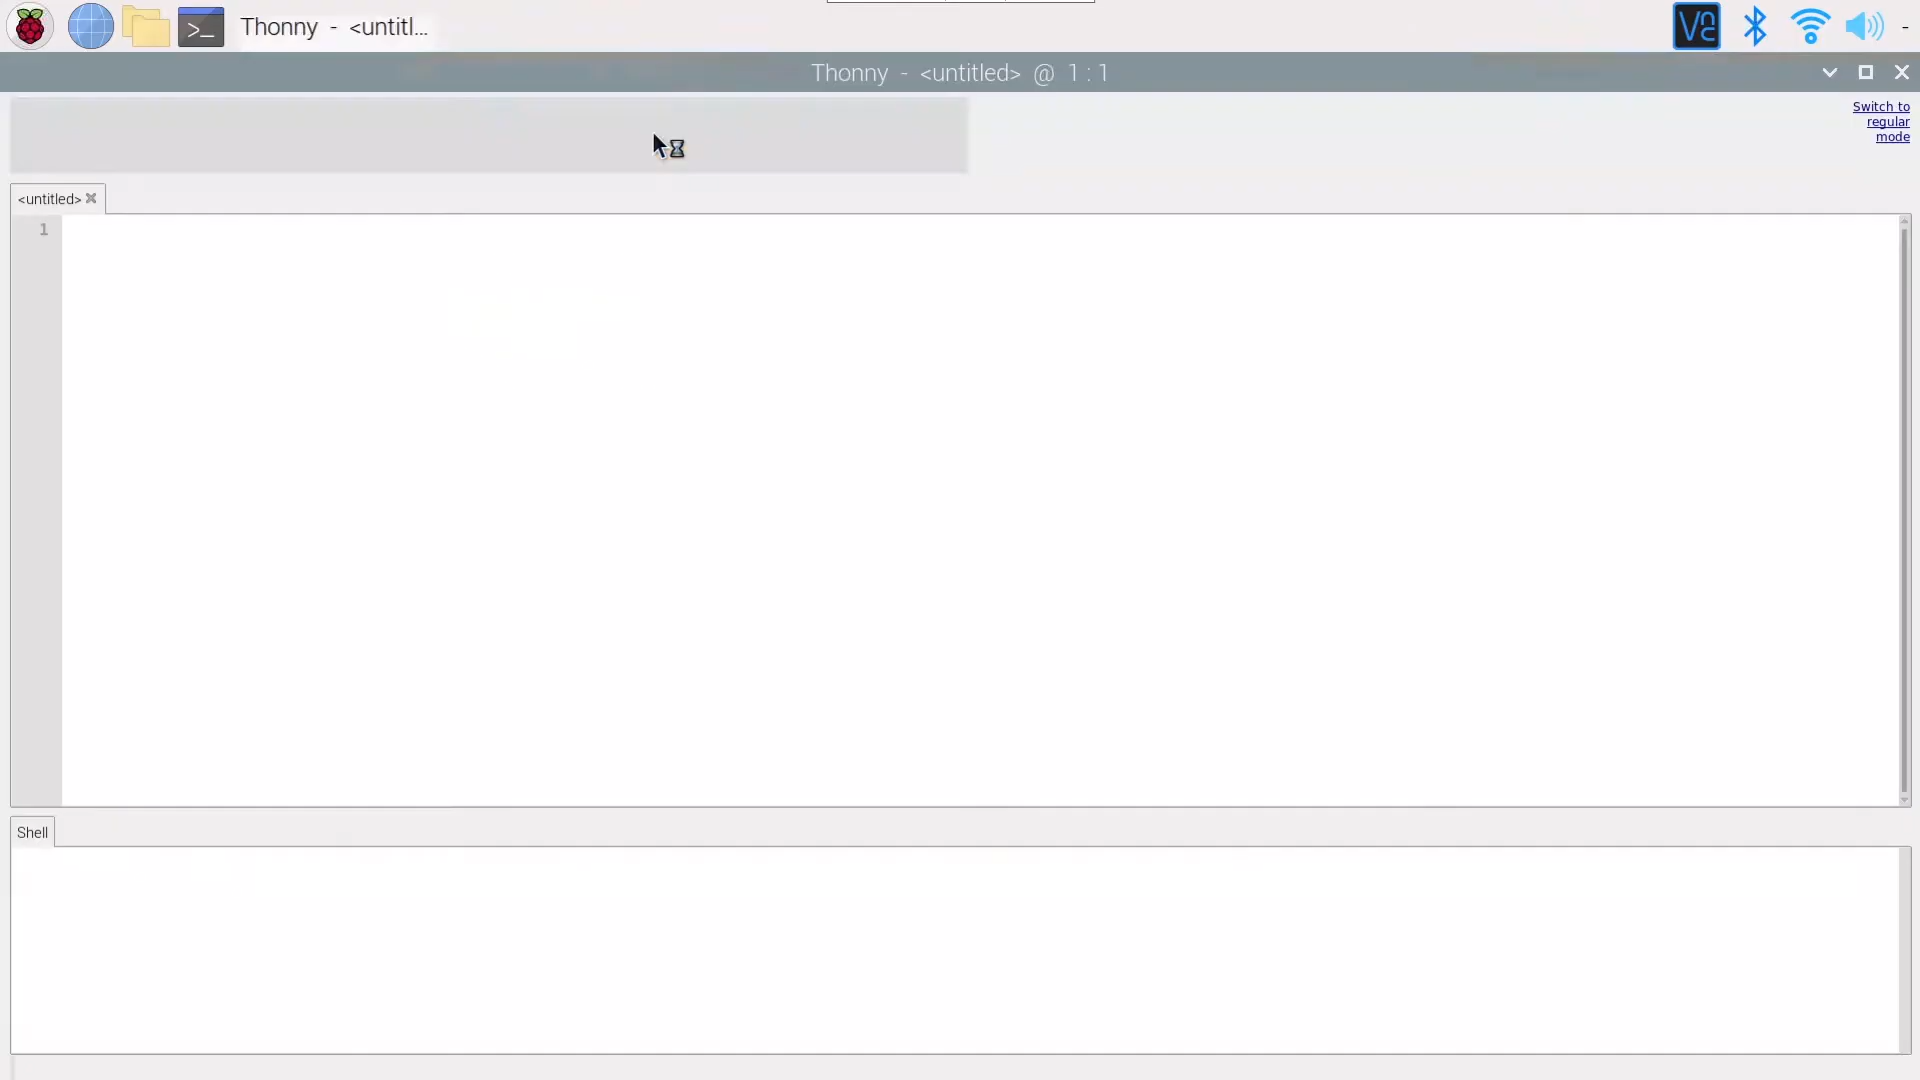 Thonny - <untitl...
Thonny - <untitled> @ 1 : 1
Switch to
regular
mode
<untitled>
1
Shell